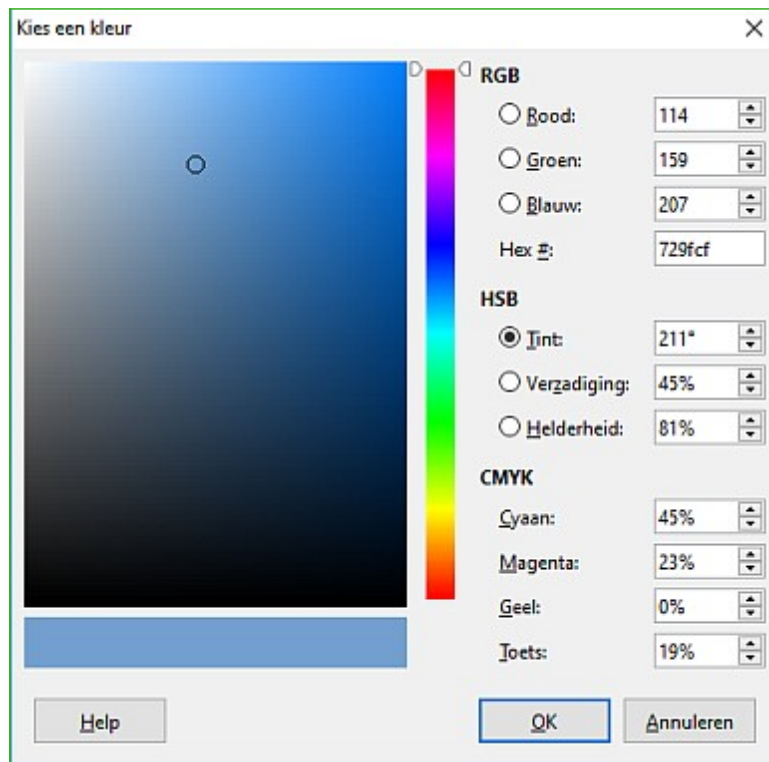 Kies een kleur
RGB
Rood: 114
Groen: 159
Blauw: 207
Hex #: 729fcf
HSB
Tint: 211°
Verzadiging: 45%
Helderheid: 81%
CMYK
Cyaan: 45%
Magenta: 23%
Geel: 0%
Toets: 19%
Help
OK
Annuleren